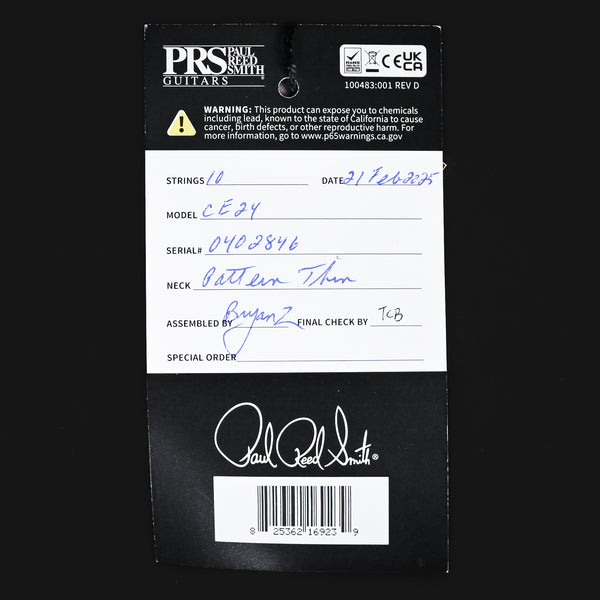 PRS PAUL REED SMITH
GUITARS
CE UK CA
100483:001 REV D
WARNING: This product can expose you to chemicals
including lead, known to the state of California to cause
cancer, birth defects, or other reproductive harm. For
more information, go to www.p65warnings.ca.gov
STRINGS 10 DATE 21 Feb 2025
MODEL CE24
SERIAL# 0402846
NECK Pattern Thin
ASSEMBLED BY Bryan Z FINAL CHECK BY TCB
SPECIAL ORDER
Paul Reed Smith®
8 25362 16923 9